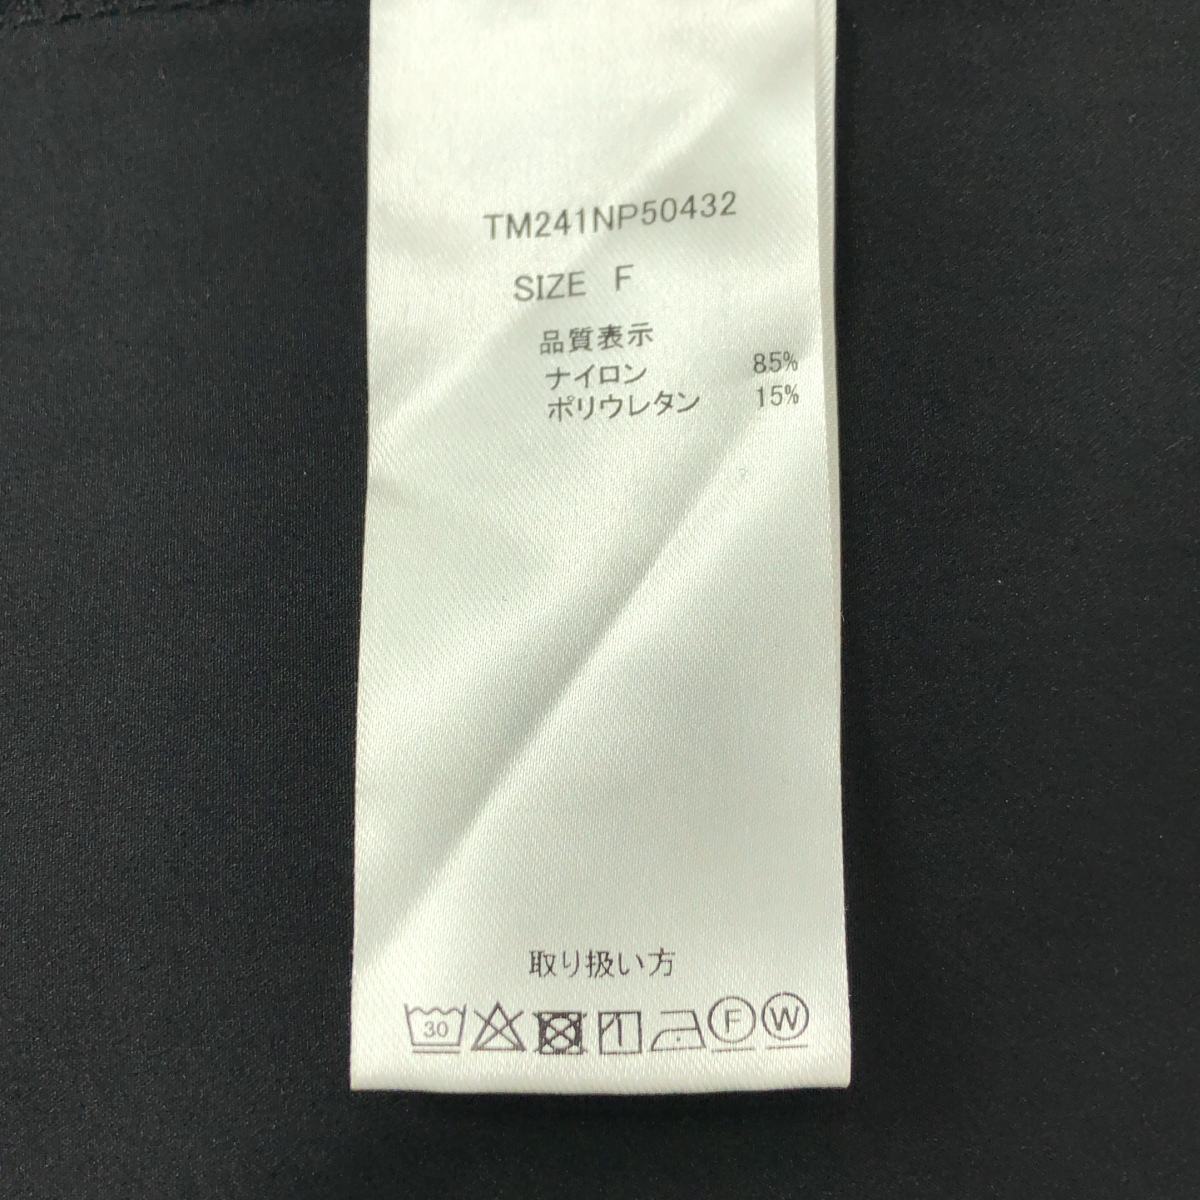 TM241NP50432
SIZE F
品質表示
ナイロン 85%
ポリウレタン 15%
取り扱い方
30 F W